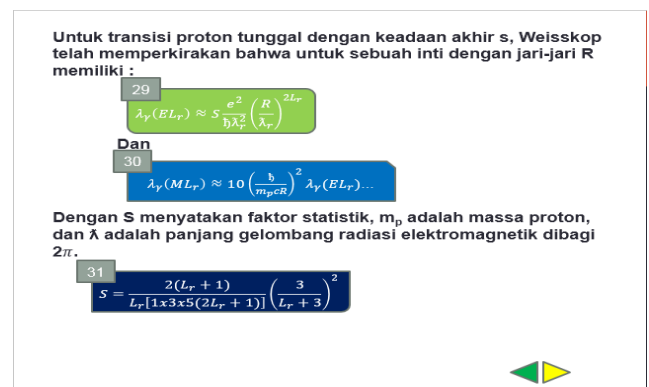 Untuk transisi proton tunggal dengan keadaan akhir s, Weisskop
telah memperkirakan bahwa untuk sebuah inti dengan jari-jari R
memiliki :
29
λ_γ(EL_r) ≈ S e²/ħƛ_r² (R/ƛ_r)^{2L_r}
Dan
30
λ_γ(ML_r) ≈ 10 (ħ/m_p cR)² λ_γ(EL_r)...
Dengan S menyatakan faktor statistik, m_p adalah massa proton,
dan ƛ adalah panjang gelombang radiasi elektromagnetik dibagi
2π.
31
S = 2(L_r + 1)/L_r[1x3x5(2L_r + 1)] (3/L_r + 3)²